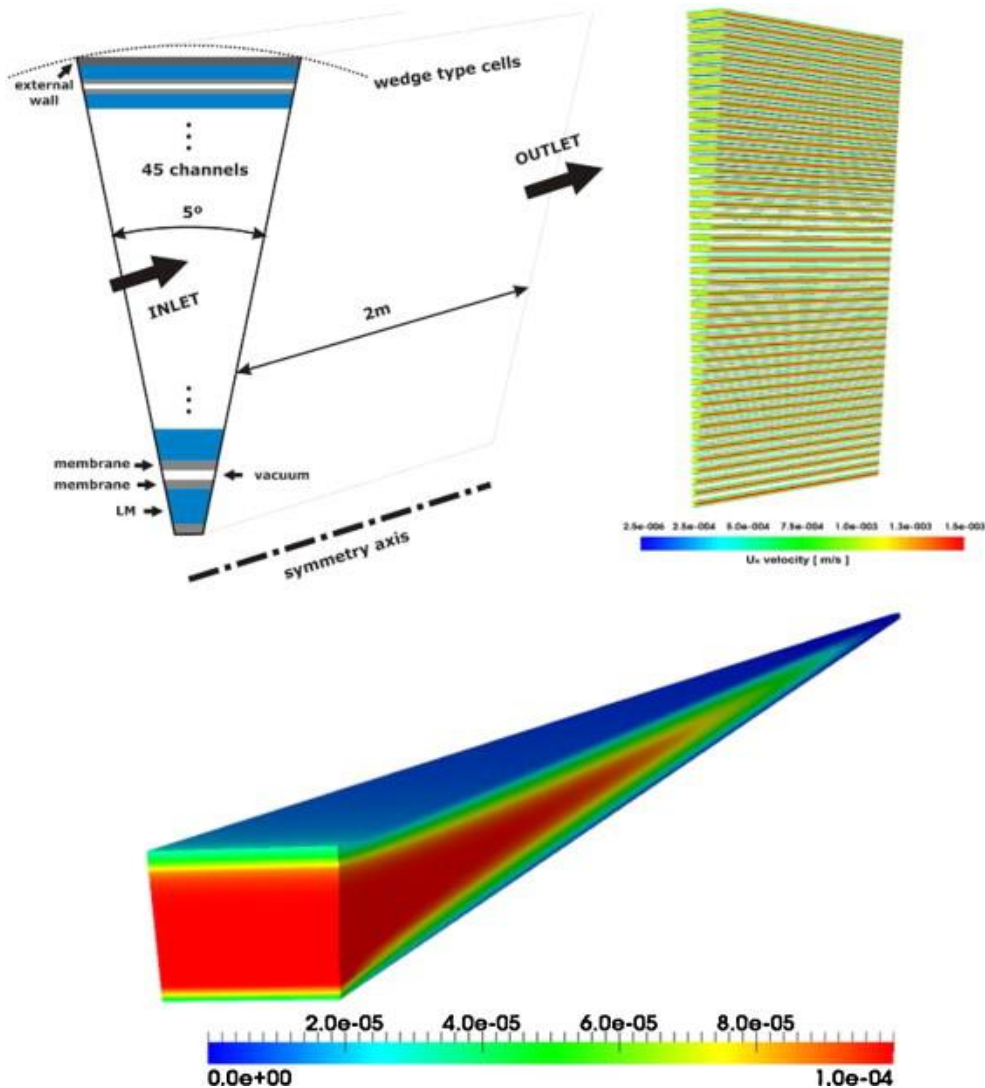 external
wall
wedge type cells
45 channels
5º
INLET
OUTLET
2m
membrane
membrane
LM
vacuum
symmetry axis
2.5e-006 2.5e-004 5.0e-004 7.5e-004 1.0e-003 1.3e-003 1.5e-003
Uₓ velocity [ m/s ]
2.0e-05 4.0e-05 6.0e-05 8.0e-05
0.0e+00 1.0e-04